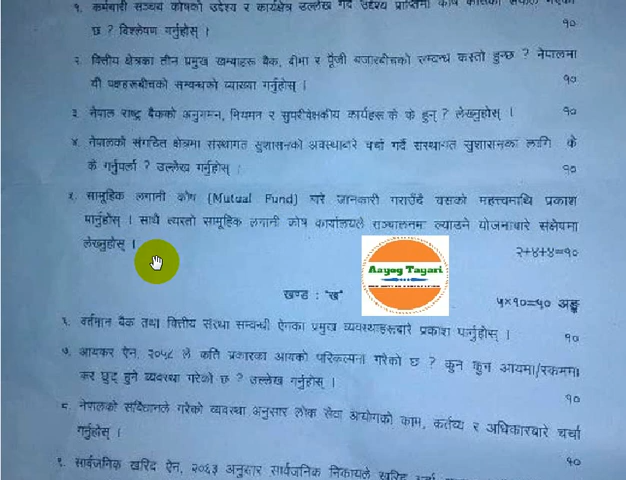 १. कर्मचारी सञ्चय कोषको उद्देश्य र कार्यक्षेत्र उल्लेख गर्दै उद्देश्य प्राप्तिमा कोष
छ ? विश्लेषण गर्नुहोस् । १०
२. वित्तीय क्षेत्रका तीन प्रमुख खम्बाहरू बैंक, बीमा र पूँजी बजारबीचको सम्बन्ध कस्तो हुन्छ ? नेपालमा
यी पक्षहरूबीचको सम्बन्धको व्याख्या गर्नुहोस् । १०
३. नेपाल राष्ट्र बैंकको अनुगमन, नियमन र सुपरीवेक्षकीय कार्यहरू के के हुन् ? लेख्नुहोस् । १०
४. नेपालको संगठित क्षेत्रमा संस्थागत सुशासनको अवस्थाबारे चर्चा गर्दै संस्थागत सुशासनका लागि के
के गर्नुपर्ला ? उल्लेख गर्नुहोस् । १०
५. सामूहिक लगानी कोष (Mutual Fund) बारे जानकारी गराउँदै यसको महत्त्वमाथि प्रकाश
पार्नुहोस् । साथै त्यस्तो सामूहिक लगानी कोष कार्यालयले सञ्चालनमा ल्याउने योजनाबारे संक्षेपमा
लेख्नुहोस् । २+४+४=१०
Aayog Tayari
खण्ड : "ख" ५×१०=५० अङ्क
६. वर्तमान बैंक तथा वित्तीय संस्था सम्बन्धी ऐनका प्रमुख व्यवस्थाहरूबारे प्रकाश पार्नुहोस् । १०
७. आयकर ऐन, २०५८ ले कति प्रकारका आयको परिकल्पना गरेको छ ? कुन कुन आयमा/रकममा
कर छुट हुने व्यवस्था गरेको छ ? उल्लेख गर्नुहोस् । १०
८. नेपालको संविधानले गरेको व्यवस्था अनुसार लोक सेवा आयोगको काम, कर्तव्य र अधिकारबारे चर्चा
गर्नुहोस् । १०
९. सार्वजनिक खरिद ऐन, २०६३ अनुसार सार्वजनिक निकायले खरिद